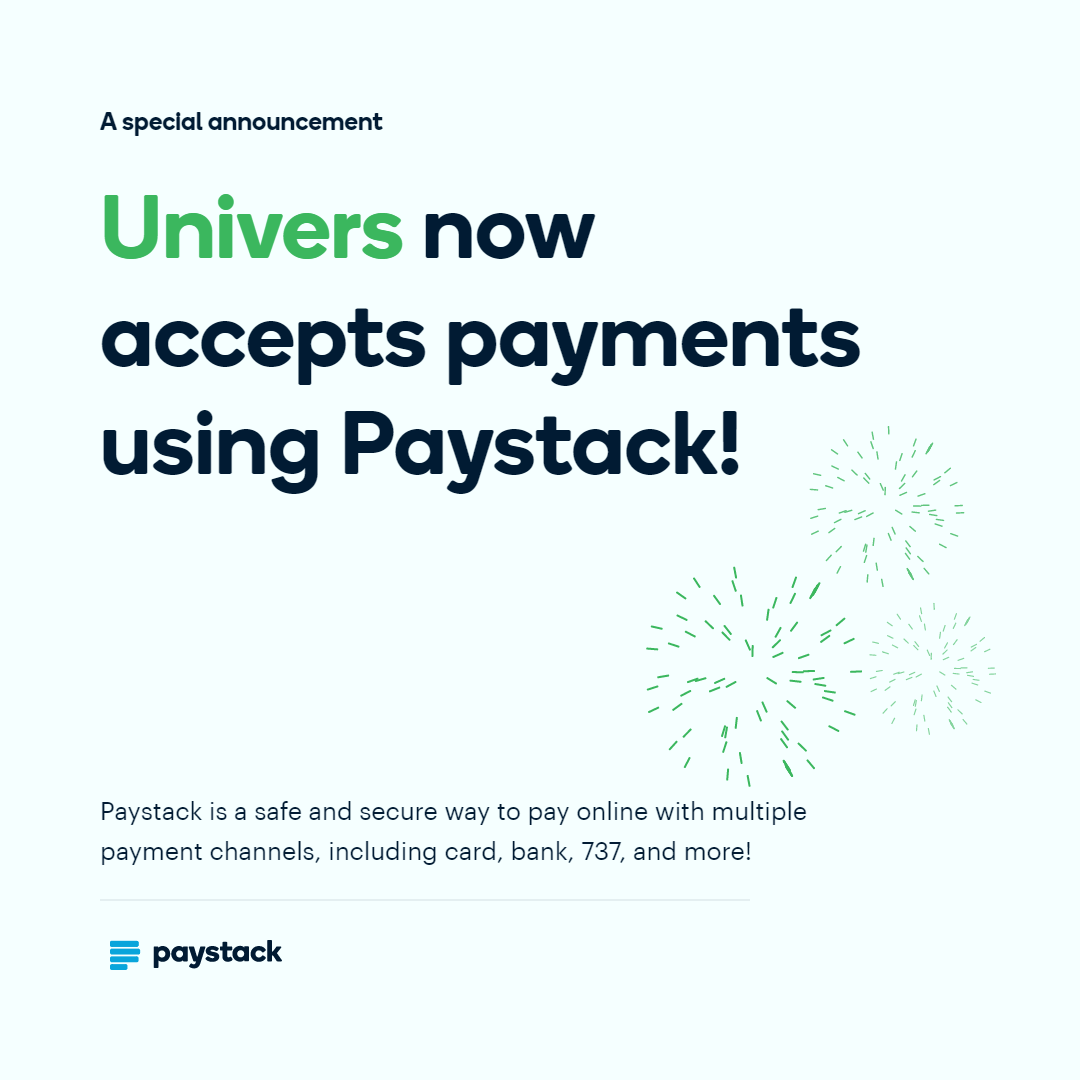 A special announcement
Univers now
accepts payments
using Paystack!
Paystack is a safe and secure way to pay online with multiple
payment channels, including card, bank, 737, and more!
paystack